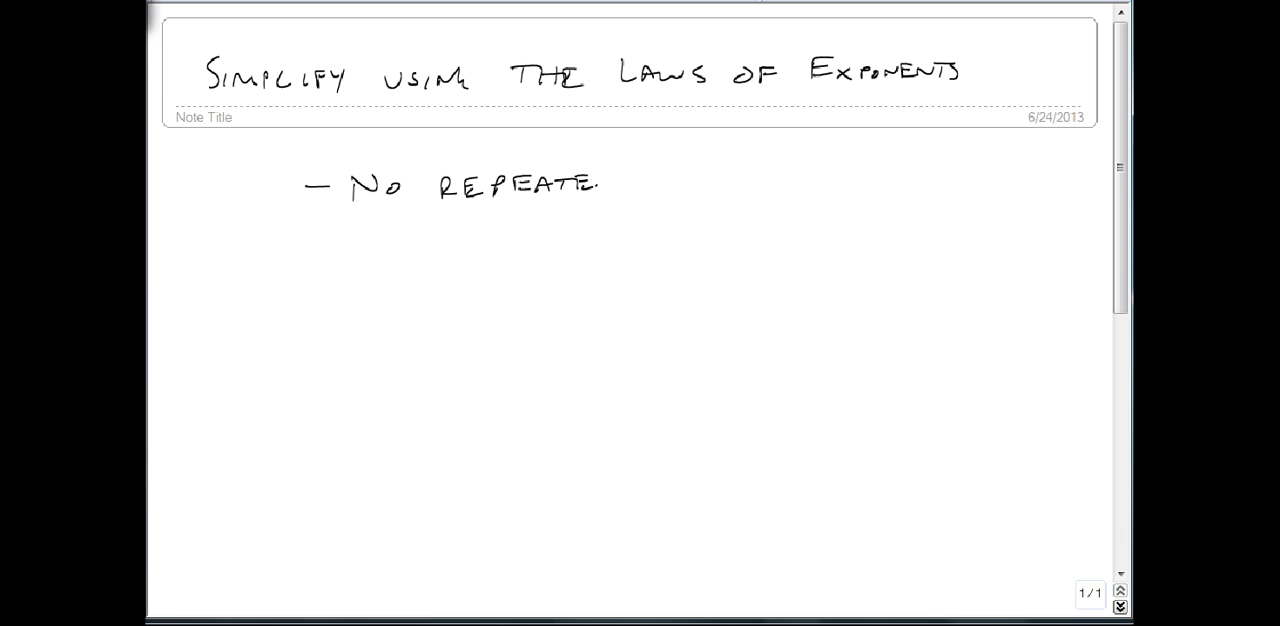 SIMPLIFY USING THE LAWS OF EXPONENTS
Note Title 6/24/2013
— NO REPEATE.
1/1